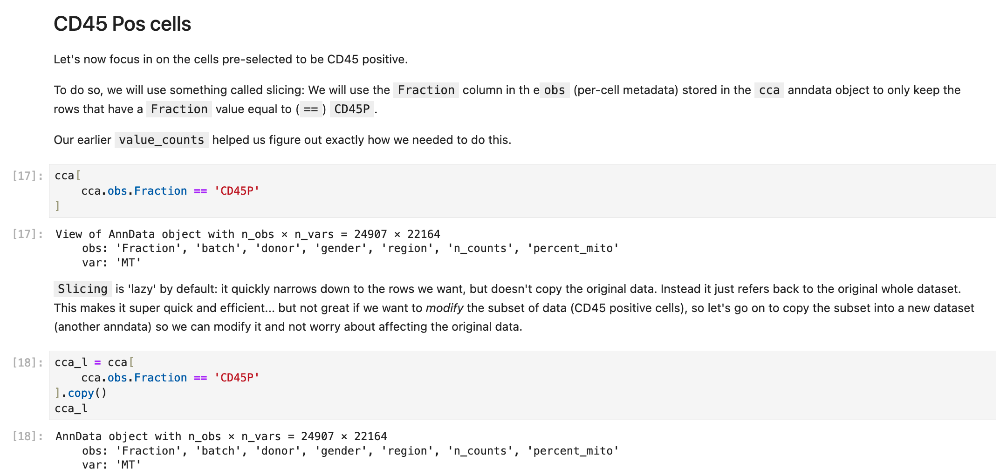 CD45 Pos cells
Let's now focus in on the cells pre-selected to be CD45 positive.
To do so, we will use something called slicing: We will use the Fraction column in th e obs (per-cell metadata) stored in the cca anndata object to only keep the
rows that have a Fraction value equal to ( == ) CD45P .
Our earlier value_counts helped us figure out exactly how we needed to do this.
[17]: cca[
    cca.obs.Fraction == 'CD45P'
]
[17]: View of AnnData object with n_obs × n_vars = 24907 × 22164
    obs: 'Fraction', 'batch', 'donor', 'gender', 'region', 'n_counts', 'percent_mito'
    var: 'MT'
Slicing is 'lazy' by default: it quickly narrows down to the rows we want, but doesn't copy the original data. Instead it just refers back to the original whole dataset.
This makes it super quick and efficient... but not great if we want to modify the subset of data (CD45 positive cells), so let's go on to copy the subset into a new dataset
(another anndata) so we can modify it and not worry about affecting the original data.
[18]: cca_l = cca[
    cca.obs.Fraction == 'CD45P'
].copy()
cca_l
[18]: AnnData object with n_obs × n_vars = 24907 × 22164
    obs: 'Fraction', 'batch', 'donor', 'gender', 'region', 'n_counts', 'percent_mito'
    var: 'MT'